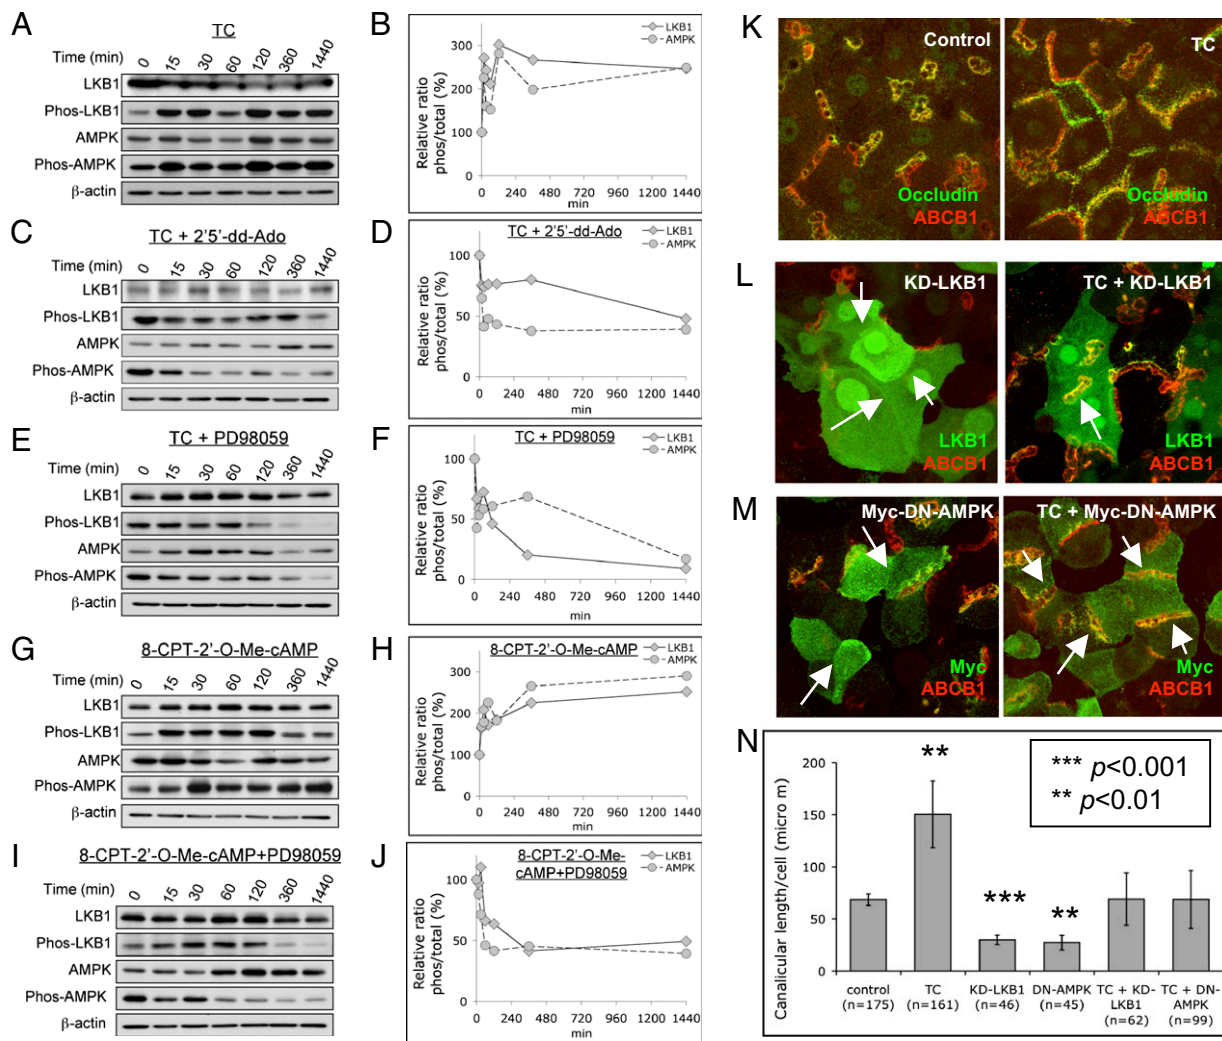 A
TC
Time (min) 0 15 30 60 120 360 1440
LKB1
Phos-LKB1
AMPK
Phos-AMPK
β-actin
B
LKB1
AMPK
Relative ratio
phos/total (%)
300
200
100
0
0 240 480 720 960 1200 1440
min
C
TC + 2'5'-dd-Ado
Time (min) 0 15 30 60 120 360 1440
LKB1
Phos-LKB1
AMPK
Phos-AMPK
β-actin
D
TC + 2'5'-dd-Ado
LKB1
AMPK
Relative ratio
phos/total (%)
100
50
0
0 240 480 720 960 1200 1440
min
E
TC + PD98059
Time (min) 0 15 30 60 120 360 1440
LKB1
Phos-LKB1
AMPK
Phos-AMPK
β-actin
F
TC + PD98059
LKB1
AMPK
Relative ratio
phos/total (%)
100
50
0
0 240 480 720 960 1200 1440
min
G
8-CPT-2'-O-Me-cAMP
Time (min) 0 15 30 60 120 360 1440
LKB1
Phos-LKB1
AMPK
Phos-AMPK
β-actin
H
8-CPT-2'-O-Me-cAMP
LKB1
AMPK
Relative ratio
phos/total (%)
300
200
100
0
0 240 480 720 960 1200 1440
min
I
8-CPT-2'-O-Me-cAMP+PD98059
Time (min) 0 15 30 60 120 360 1440
LKB1
Phos-LKB1
AMPK
Phos-AMPK
β-actin
J
8-CPT-2'-O-Me-
cAMP+PD98059
LKB1
AMPK
Relative ratio
phos/total (%)
100
50
0
0 240 480 720 960 1200 1440
min
K
Control
Occludin
ABCB1
TC
Occludin
ABCB1
L
KD-LKB1
LKB1
ABCB1
TC + KD-LKB1
LKB1
ABCB1
M
Myc-DN-AMPK
Myc
ABCB1
TC + Myc-DN-AMPK
Myc
ABCB1
N
*** p<0.001
** p<0.01
Canalicular length/cell (micro m)
200
150
100
50
0
**
***
**
control
(n=175)
TC
(n=161)
KD-LKB1
(n=46)
DN-AMPK
(n=45)
TC + KD-
LKB1
(n=62)
TC + DN-
AMPK
(n=99)